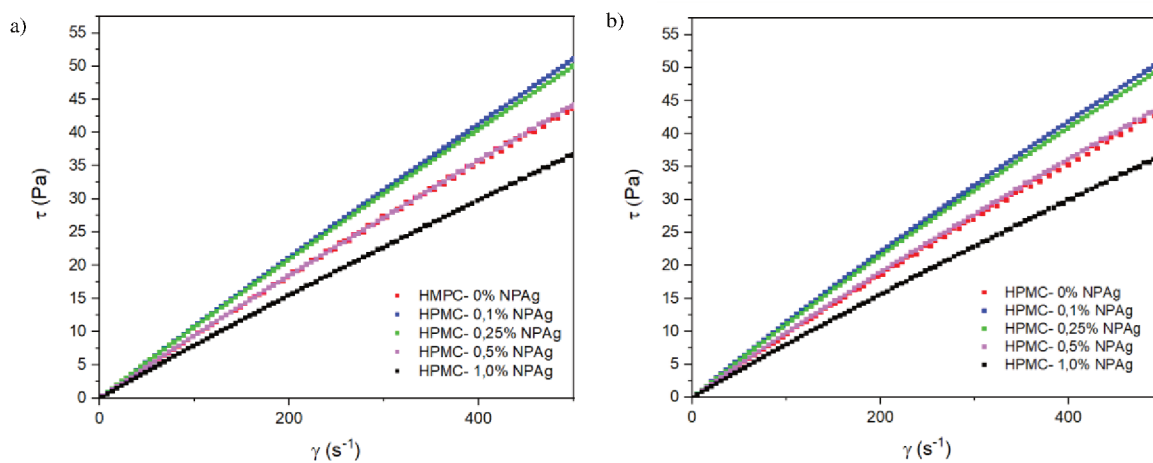 a)
55
50
45
40
35
30
25
20
15
10
5
0
τ (Pa)
HMPC- 0% NPAg
HPMC- 0,1% NPAg
HPMC- 0,25% NPAg
HPMC- 0,5% NPAg
HPMC- 1,0% NPAg
0 200 400
γ (s⁻¹)
b)
55
50
45
40
35
30
25
20
15
10
5
0
τ (Pa)
HPMC- 0% NPAg
HPMC- 0,1% NPAg
HPMC- 0,25% NPAg
HPMC- 0,5% NPAg
HPMC- 1,0% NPAg
0 200 400
γ (s⁻¹)